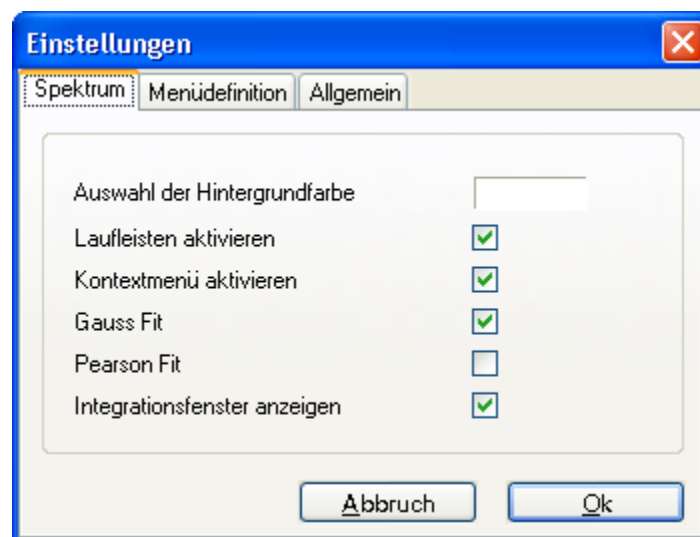 Einstellungen
Spektrum Menüdefinition Allgemein
Auswahl der Hintergrundfarbe
Laufleisten aktivieren
Kontextmenü aktivieren
Gauss Fit
Pearson Fit
Integrationsfenster anzeigen
Abbruch Ok